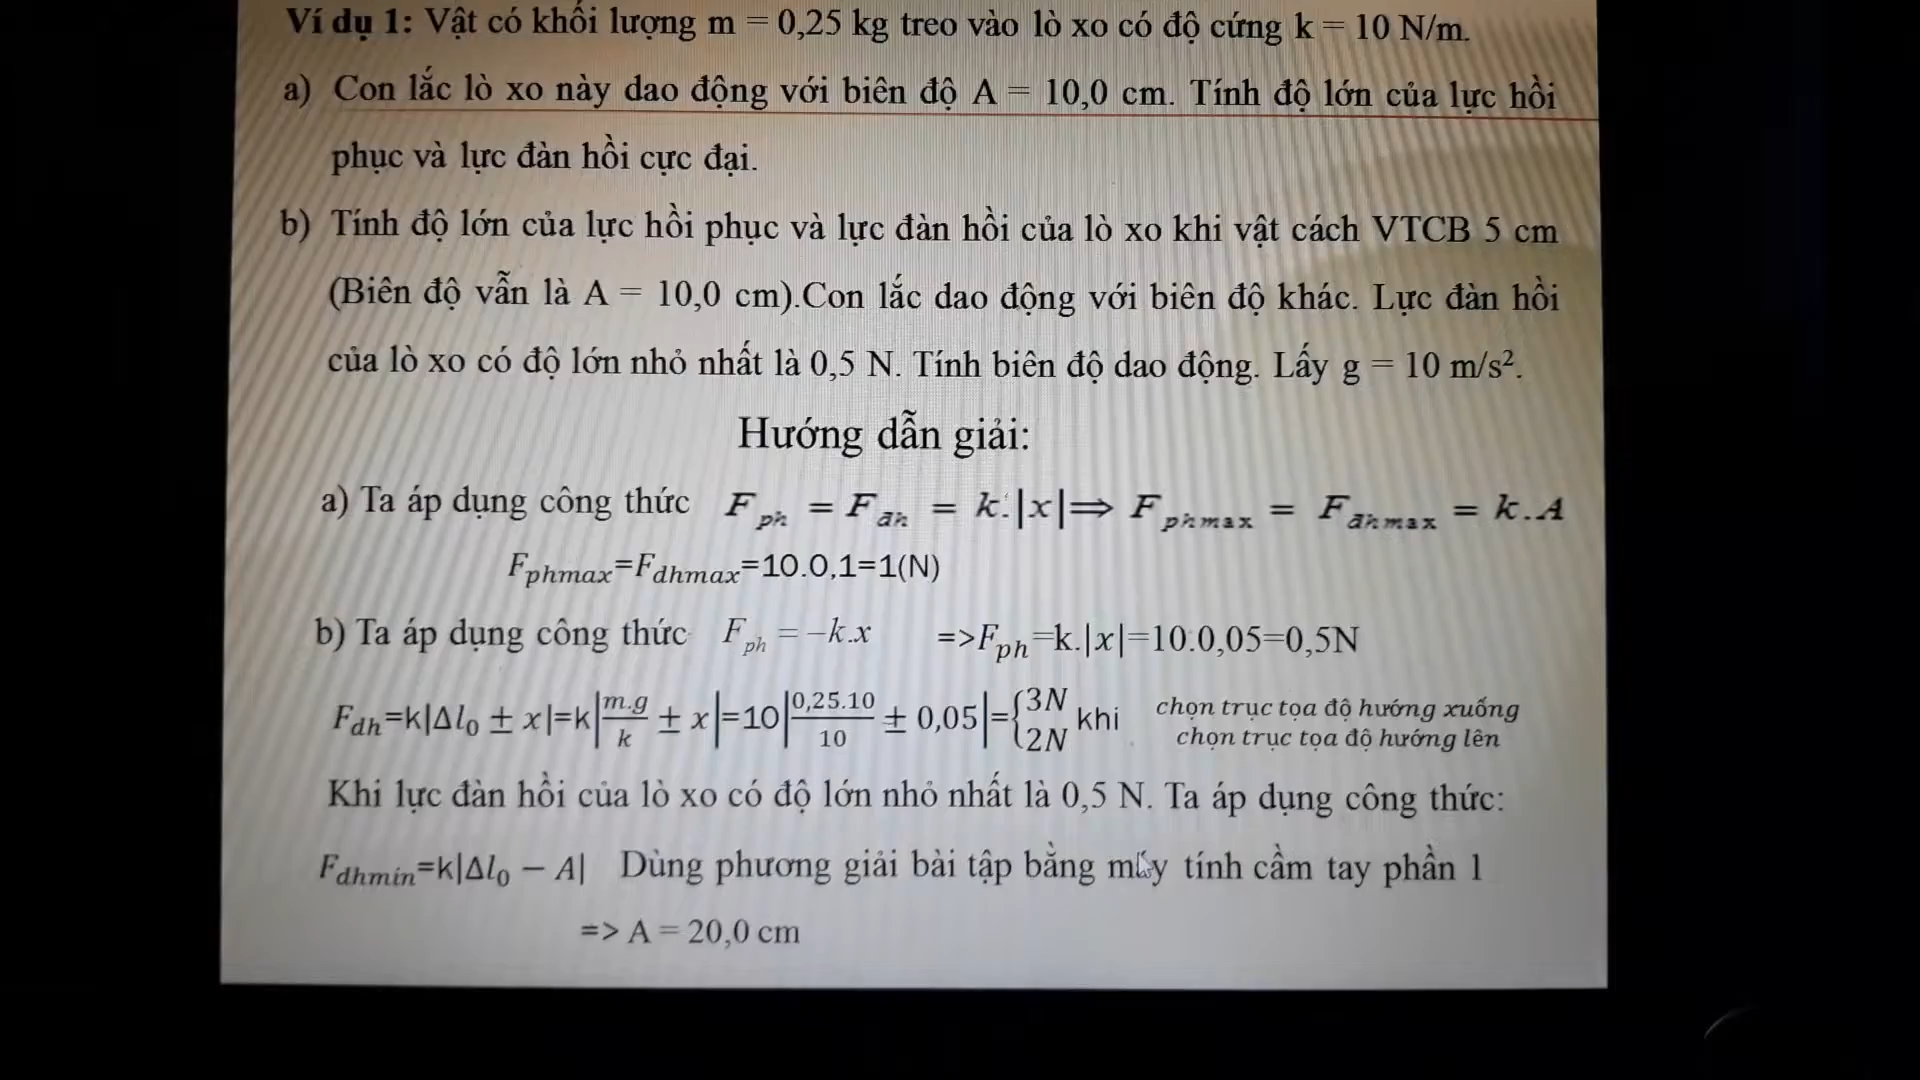 Ví dụ 1: Vật có khối lượng m = 0,25 kg treo vào lò xo có độ cứng k = 10 N/m.
a) Con lắc lò xo này dao động với biên độ A = 10,0 cm. Tính độ lớn của lực hồi
phục và lực đàn hồi cực đại.
b) Tính độ lớn của lực hồi phục và lực đàn hồi của lò xo khi vật cách VTCB 5 cm
(Biên độ vẫn là A = 10,0 cm).Con lắc dao động với biên độ khác. Lực đàn hồi
của lò xo có độ lớn nhỏ nhất là 0,5 N. Tính biên độ dao động. Lấy g = 10 m/s².
Hướng dẫn giải:
a) Ta áp dụng công thức F_ph = F_đh = k.|x| ⇒ F_phmax = F_đhmax = k.A
F_phmax=F_dhmax=10.0,1=1(N)
b) Ta áp dụng công thức F_ph = −k.x =>F_ph=k.|x|=10.0,05=0,5N
F_dh=k|Δl₀ ± x|=k|m.g/k ± x|=10|0,25.10/10 ± 0,05|={3N 2N khi chọn trục tọa độ hướng xuống chọn trục tọa độ hướng lên
Khi lực đàn hồi của lò xo có độ lớn nhỏ nhất là 0,5 N. Ta áp dụng công thức:
F_dhmin=k|Δl₀ − A| Dùng phương giải bài tập bằng máy tính cầm tay phần 1
=> A = 20,0 cm